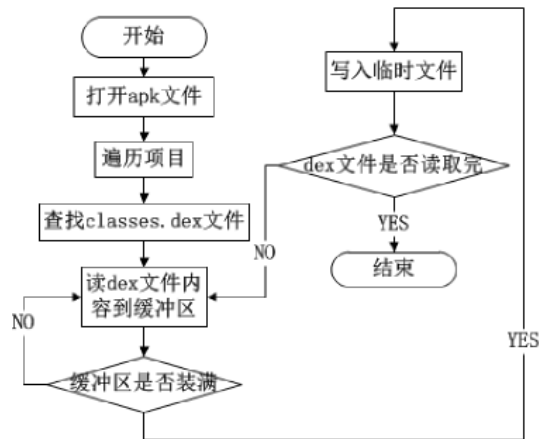 开始
打开apk文件
遍历项目
查找classes.dex文件
读dex文件内
容到缓冲区
NO
缓冲区是否装满
写入临时文件
dex文件是否读取完
NO
YES
结束
YES